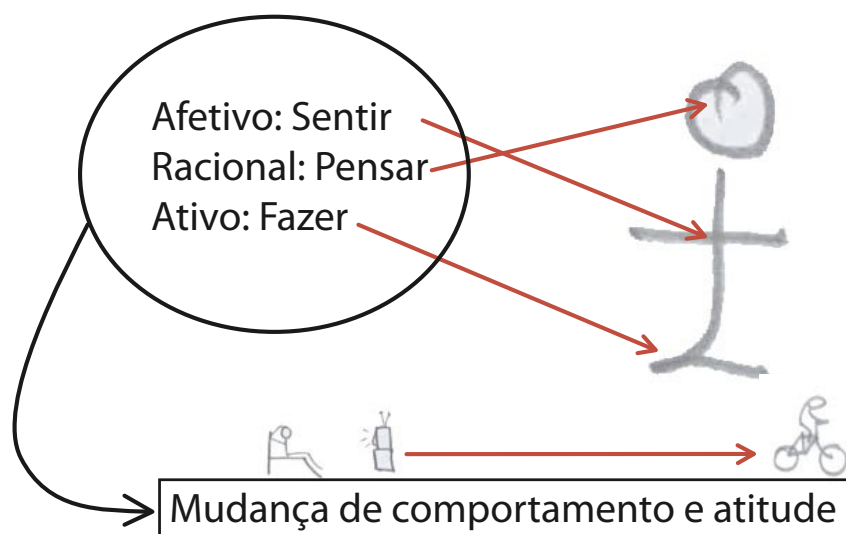 Afetivo: Sentir
Racional: Pensar
Ativo: Fazer
Mudança de comportamento e atitude